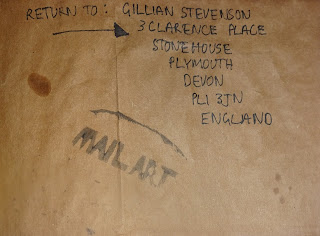 RETURN TO: GILLIAN STEVENSON
3 CLARENCE PLACE
STONEHOUSE
PLYMOUTH
DEVON
PL1 3JN
ENGLAND
MAIL ART